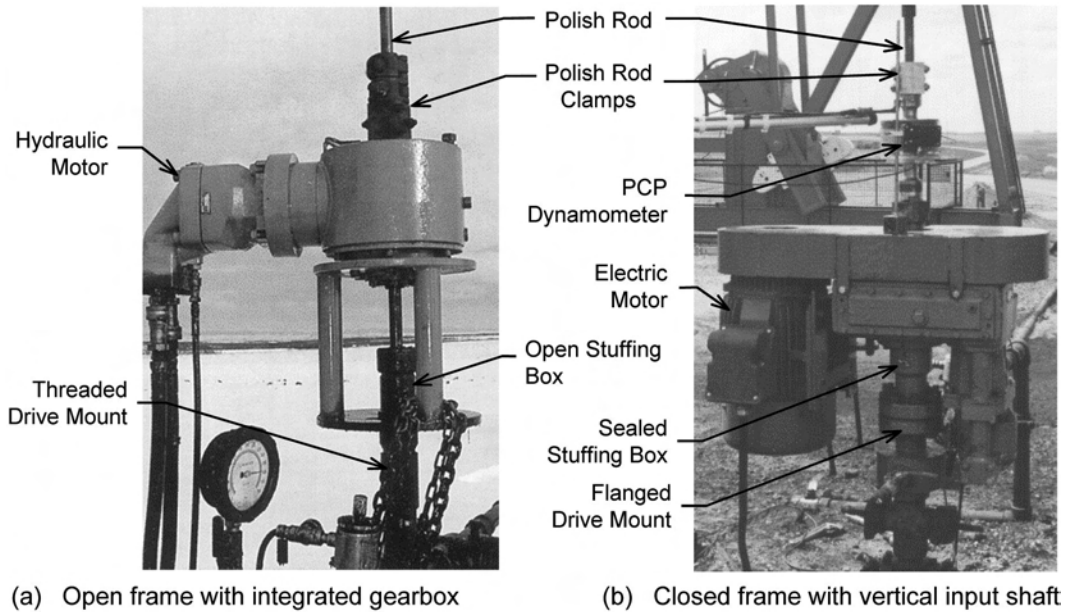 Polish Rod
Polish Rod
Clamps
Hydraulic
Motor
PCP
Dynamometer
Electric
Motor
Open Stuffing
Box
Threaded
Drive Mount
Sealed
Stuffing Box
Flanged
Drive Mount
(a) Open frame with integrated gearbox
(b) Closed frame with vertical input shaft